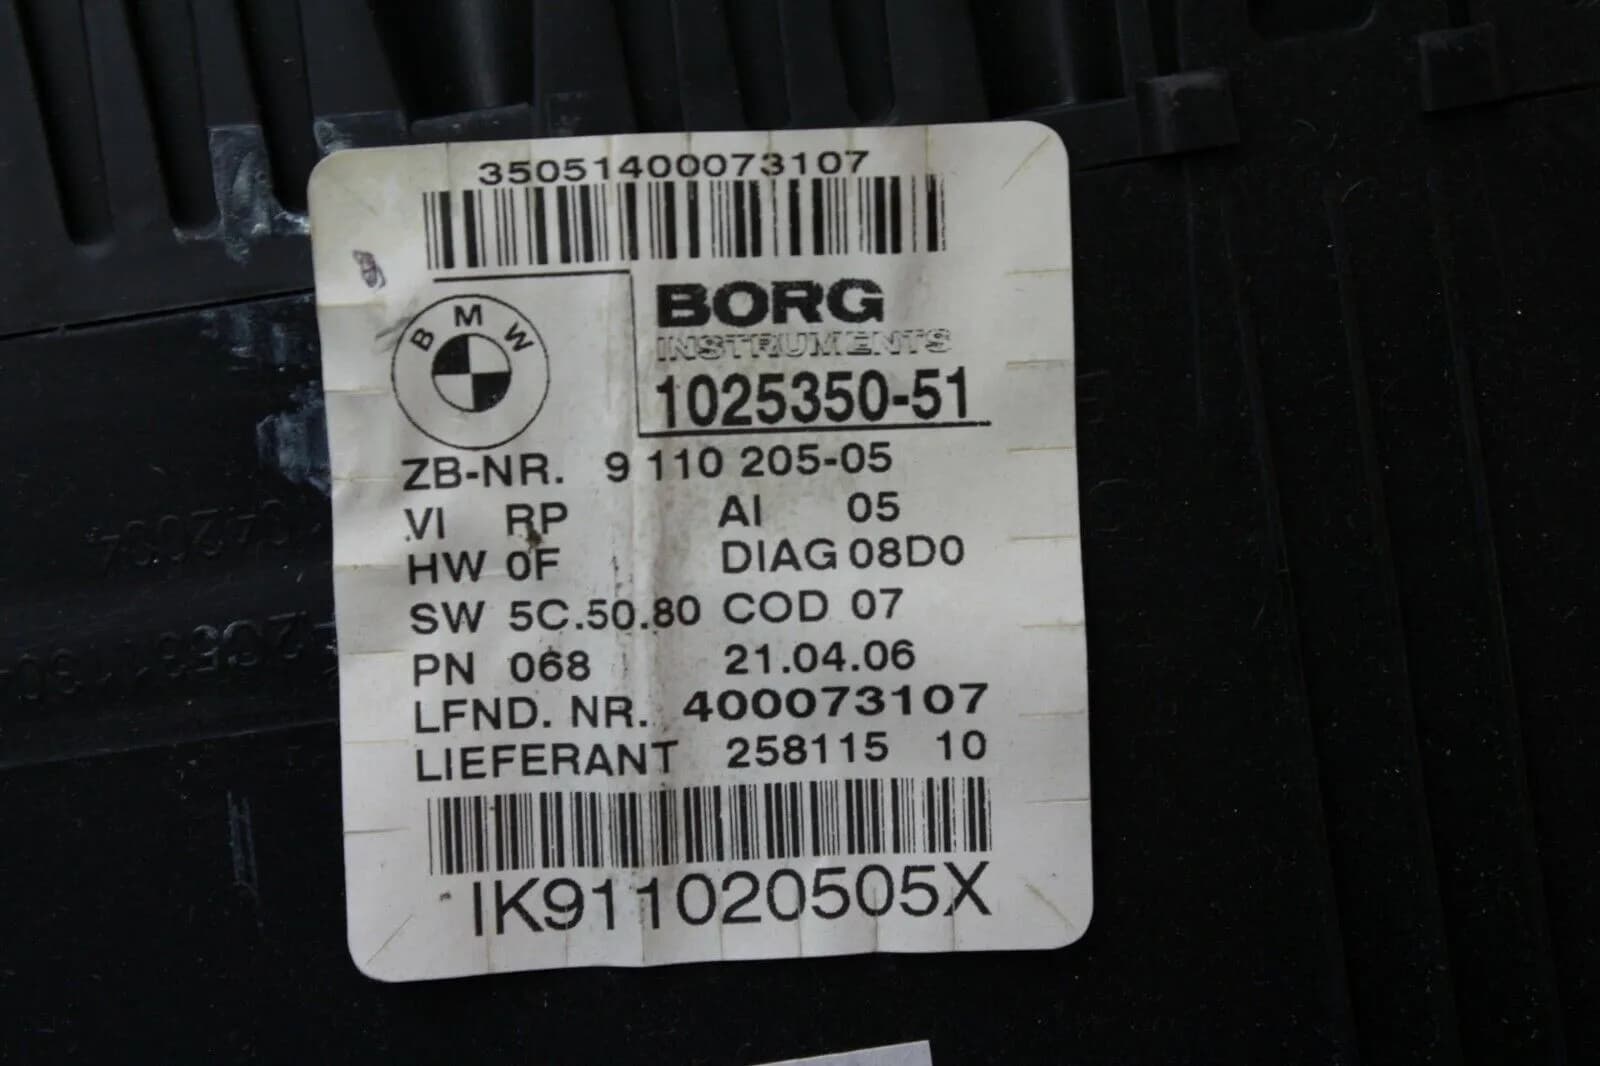 35051400073107
BMW
BORG
INSTRUMENTS
1025350-51
ZB-NR. 9 110 205-05
VI RP AI 05
HW 0F DIAG 08D0
SW 5C.50.80 COD 07
PN 068 21.04.06
LFND. NR. 400073107
LIEFERANT 258115 10
IK911020505X